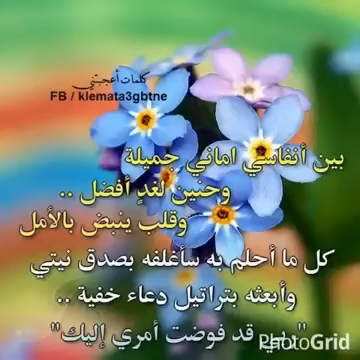 كلمات أعجبتني
FB / klemata3gbtne
بين أنفاسي اماني جميلة
وحنين لغدٍ أفضل ..
وقلب ينبض بالأمل
كل ما أحلم به سأغلفه بصدق نيتي
وأبعثه بتراتيل دعاء خفية ..
"ربي قد فوضت أمري إليك"
PhotoGrid